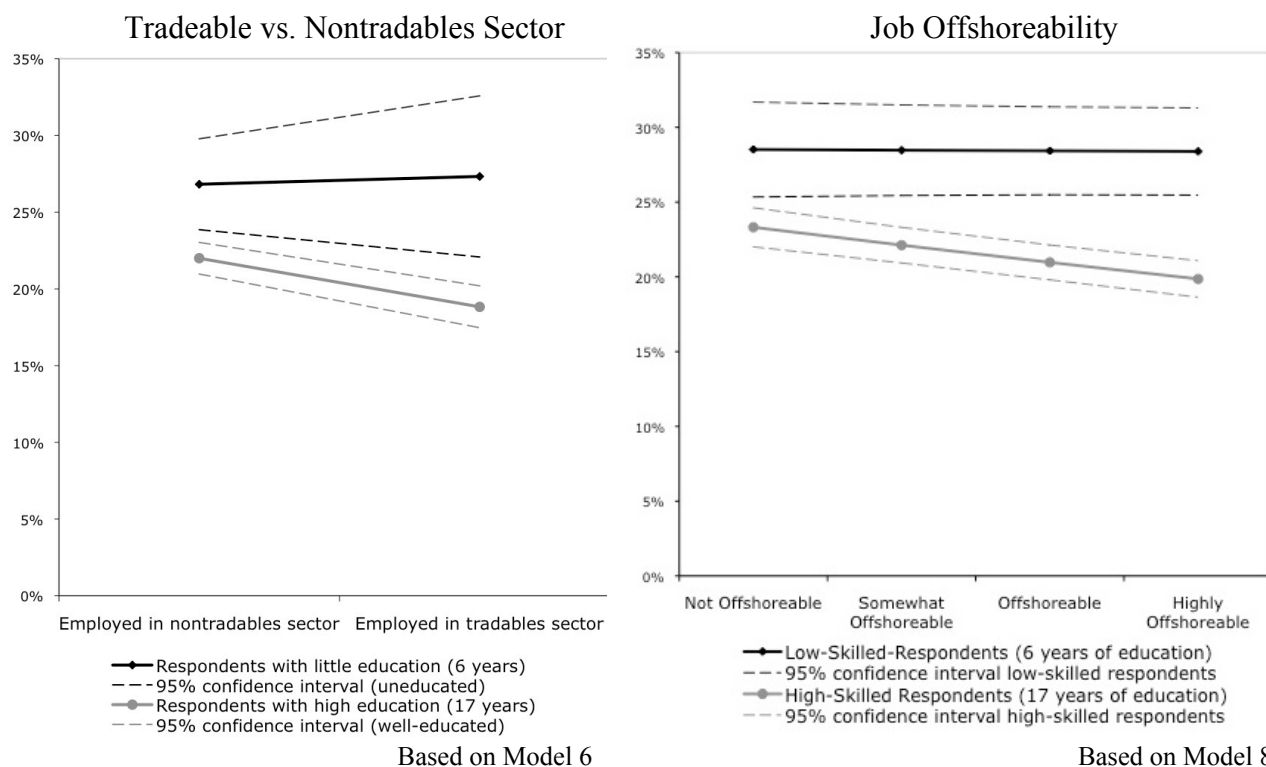 Tradeable vs. Nontradables Sector
35%
30%
25%
20%
15%
10%
5%
0%
Employed in nontradables sector Employed in tradables sector
Respondents with little education (6 years)
95% confidence interval (uneducated)
Respondents with high education (17 years)
95% confidence interval (well-educated)
Based on Model 6
Job Offshoreability
35%
30%
25%
20%
15%
10%
5%
0%
Not Offshoreable Somewhat Offshoreable Highly
Offshoreable Offshoreable
Low-Skilled-Respondents (6 years of education)
95% confidence interval low-skilled respondents
High-Skilled Respondents (17 years of education)
95% confidence interval high-skilled respondents
Based on Model 8